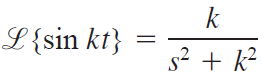 ℒ{sin kt} = k / (s² + k²)